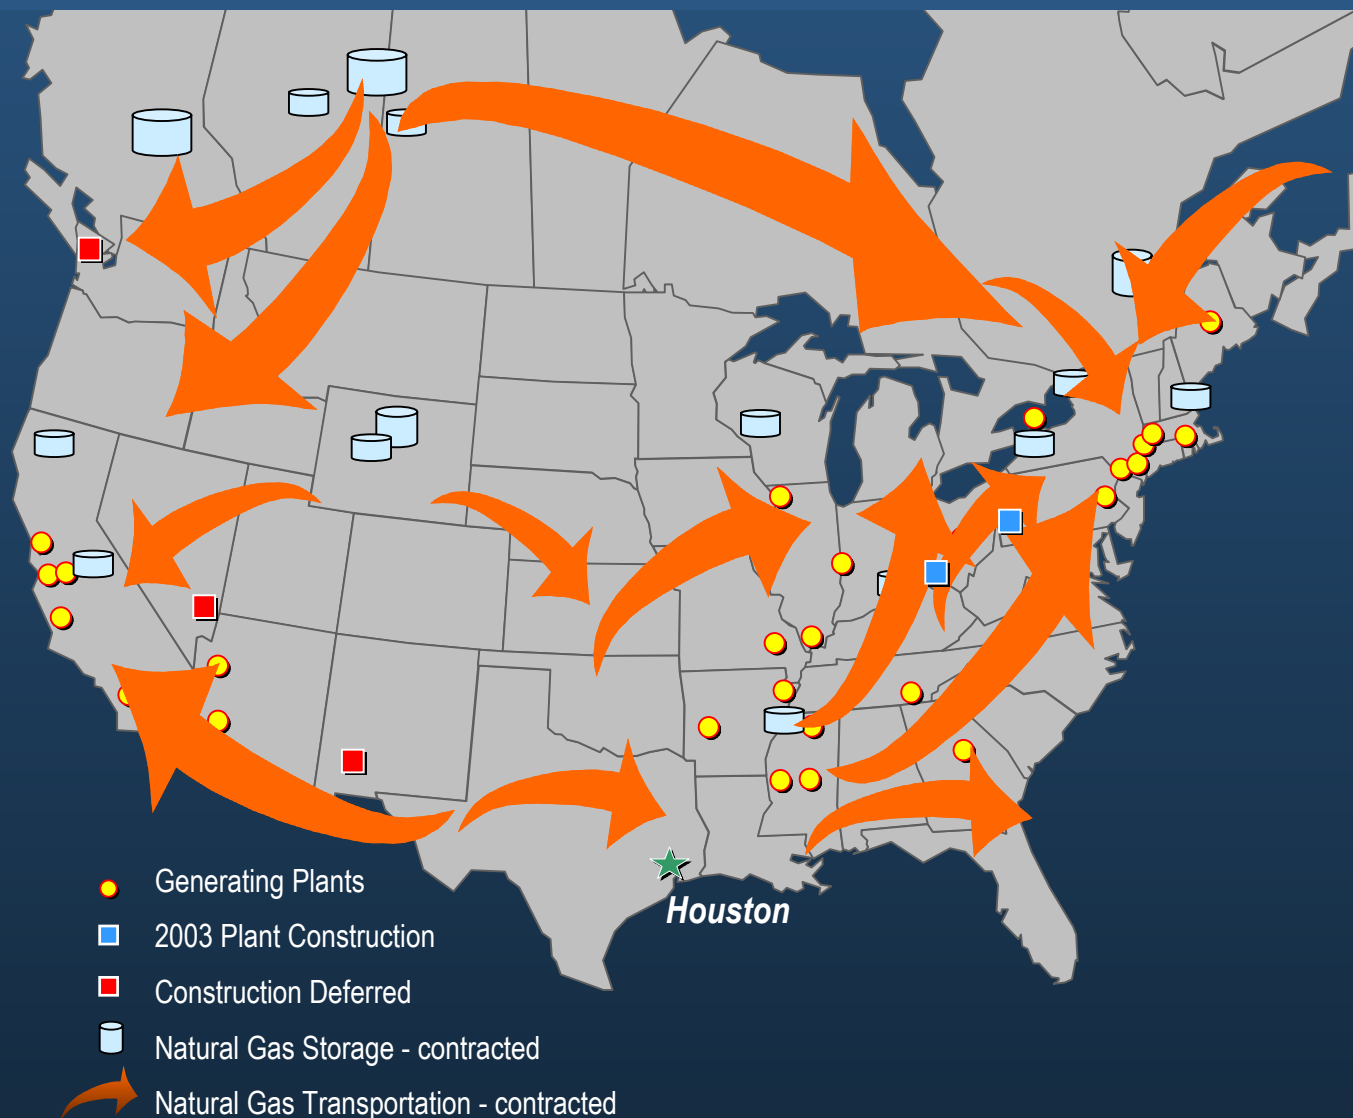 Generating Plants
Houston
2003 Plant Construction
Construction Deferred
Natural Gas Storage - contracted
Natural Gas Transportation - contracted